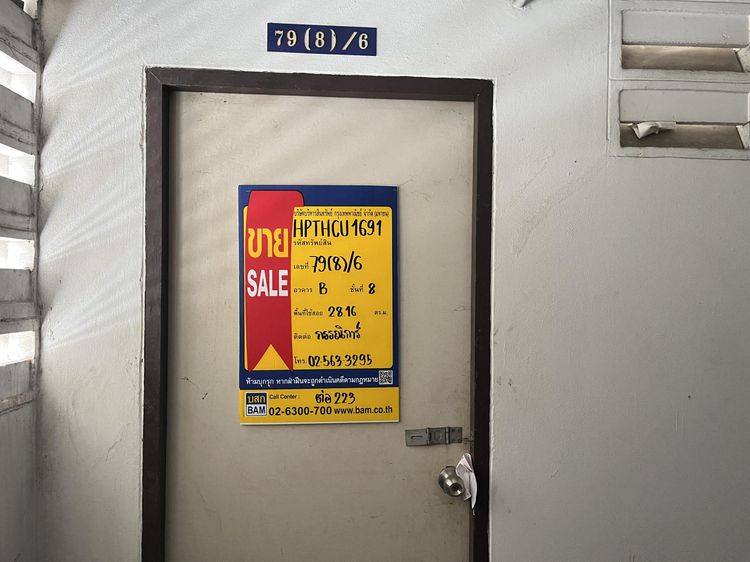 79(8)/6
บริษัทบริหารสินทรัพย์ กรุงเทพพาณิชย์ จำกัด (มหาชน)
ขาย
SALE
HPTHCU1691
รหัสทรัพย์สิน
เลขที่ 79(8)/6
อาคาร B ชั้นที่ 8
พื้นที่ใช้สอย 28.16 ตร.ม.
ติดต่อ กรรณิการ์
โทร. 02-563-3295
ห้ามบุกรุก หากฝ่าฝืนจะถูกดำเนินคดีตามกฎหมาย
บสก
BAM
Call Center : ต่อ 223
02-6300-700 www.bam.co.th